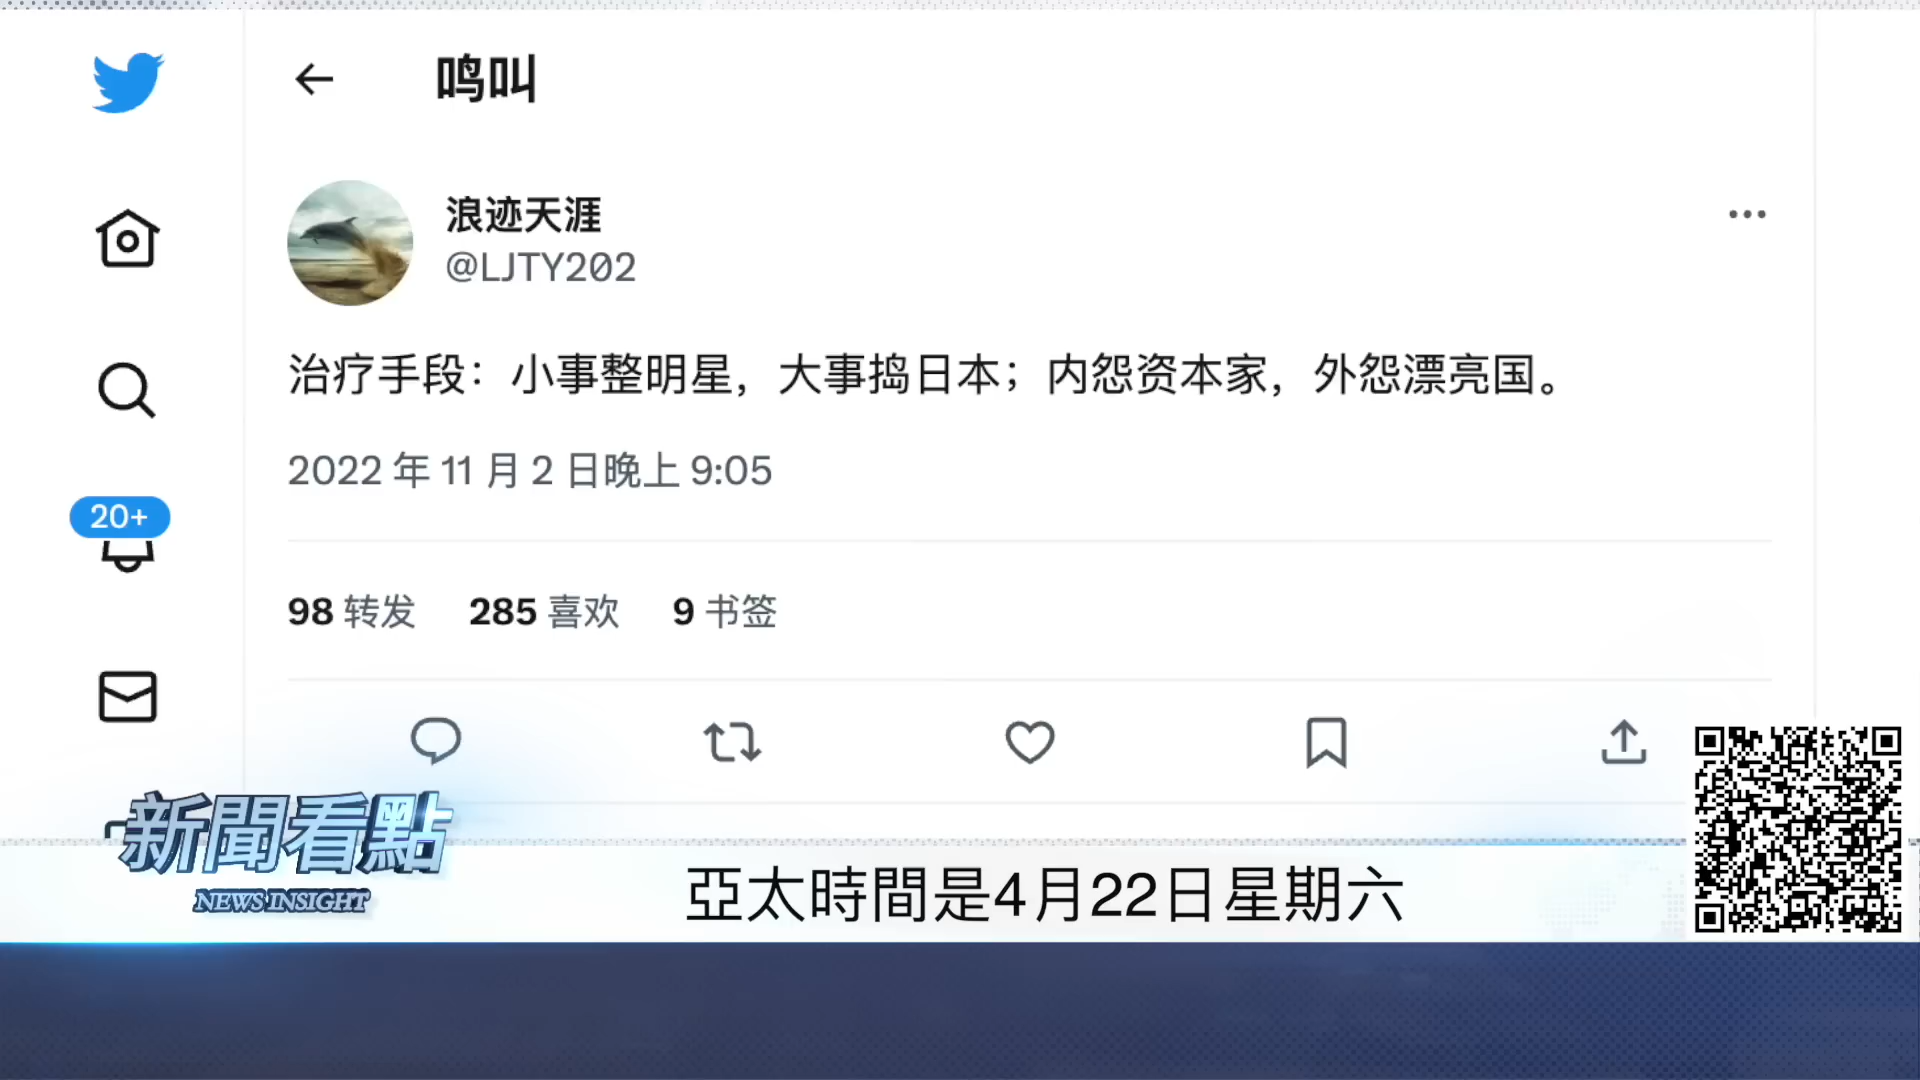 鸣叫
浪迹天涯
@LJTY202
治疗手段：小事整明星，大事捣日本；内怨资本家，外怨漂亮国。
2022 年 11 月 2 日晚上 9:05
20+
98 转发 285 喜欢 9 书签
新聞看點
NEWS INSIGHT
亞太時間是4月22日星期六